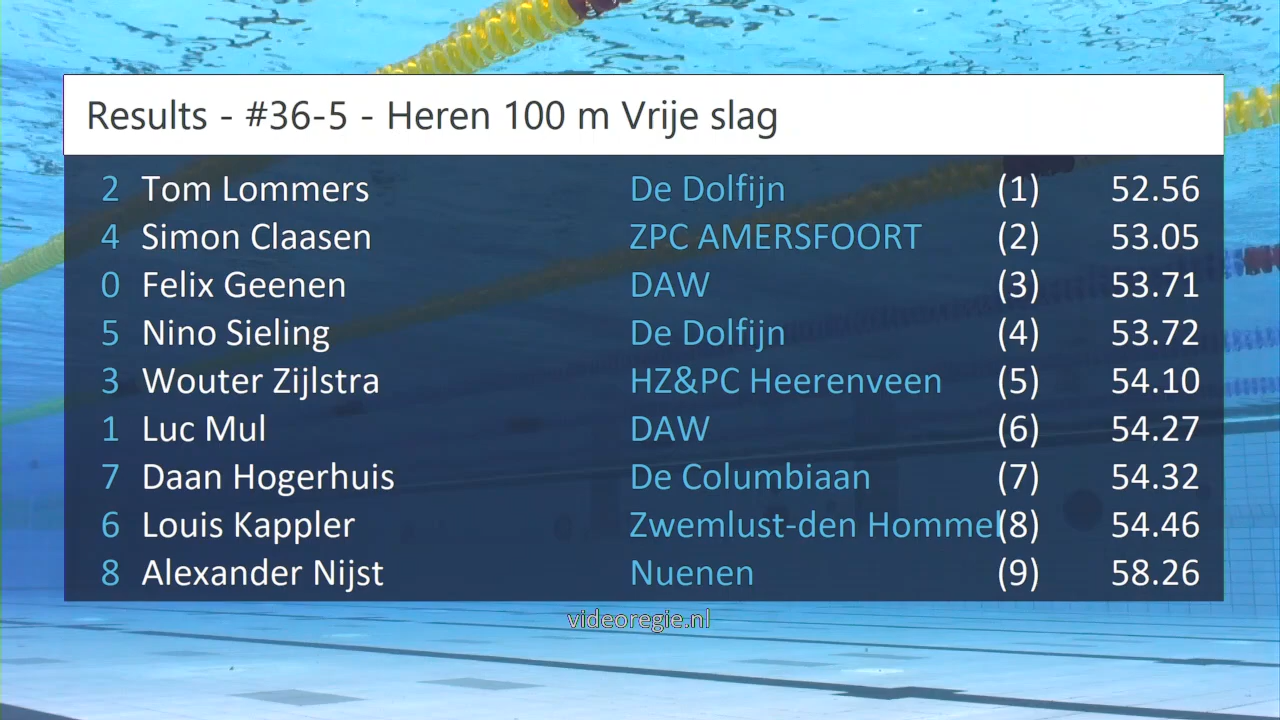 Results - #36-5 - Heren 100 m Vrije slag
2 Tom Lommers De Dolfijn (1) 52.56
4 Simon Claasen ZPC AMERSFOORT (2) 53.05
0 Felix Geenen DAW (3) 53.71
5 Nino Sieling De Dolfijn (4) 53.72
3 Wouter Zijlstra HZ&PC Heerenveen (5) 54.10
1 Luc Mul DAW (6) 54.27
7 Daan Hogerhuis De Columbiaan (7) 54.32
6 Louis Kappler Zwemlust-den Hommel (8) 54.46
8 Alexander Nijst Nuenen (9) 58.26
videoregie.nl